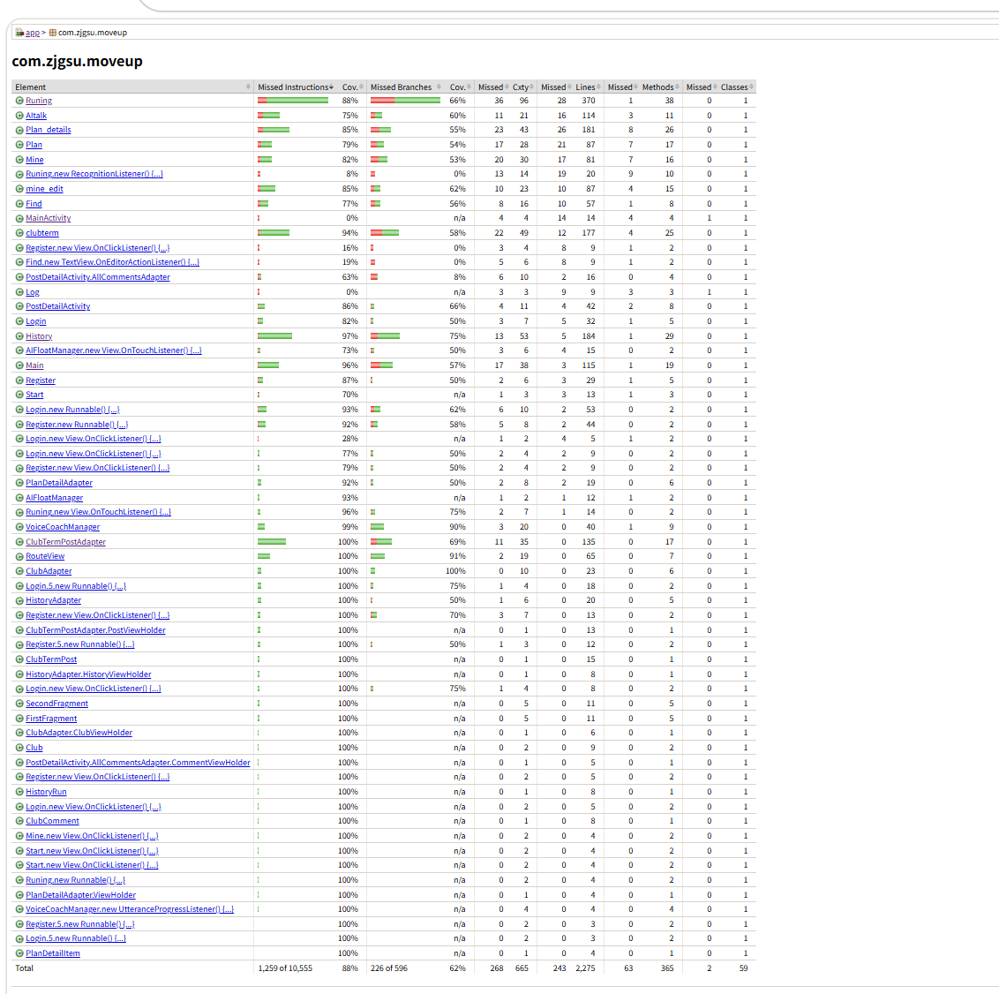 app > com.zjgsu.moveup
com.zjgsu.moveup
Element Missed Instructions Cov. Missed Branches Cov. Missed Cxty Missed Lines Missed Methods Missed Classes
Runing 88% 66% 36 96 28 370 1 38 0 1
AItalk 75% 60% 11 21 16 114 3 11 0 1
Plan_details 85% 55% 23 43 26 181 8 26 0 1
Plan 79% 54% 17 28 21 87 7 17 0 1
Mine 82% 53% 20 30 17 81 7 16 0 1
Runing.new RecognitionListener() {...} 8% 0% 13 14 19 20 9 10 0 1
mine_edit 85% 62% 10 23 10 87 4 15 0 1
Find 77% 56% 8 16 10 57 1 8 0 1
MainActivity 0% n/a 4 4 14 14 4 4 1 1
clubterm 94% 58% 22 49 12 177 4 25 0 1
Register.new View.OnClickListener() {...} 16% 0% 3 4 8 9 1 2 0 1
Find.new TextView.OnEditorActionListener() {...} 19% 0% 5 6 8 9 1 2 0 1
PostDetailActivity.AllCommentsAdapter 63% 8% 6 10 2 16 0 4 0 1
Log 0% n/a 3 3 9 9 3 3 1 1
PostDetailActivity 86% 66% 4 11 4 42 2 8 0 1
Login 82% 50% 3 7 5 32 1 5 0 1
History 97% 75% 13 53 5 184 1 29 0 1
AIFloatManager.new View.OnTouchListener() {...} 73% 50% 3 6 4 15 0 2 0 1
Main 96% 57% 17 38 3 115 1 19 0 1
Register 87% 50% 2 6 3 29 1 5 0 1
Start 70% n/a 1 3 3 13 1 3 0 1
Login.new Runnable() {...} 93% 62% 6 10 2 53 0 2 0 1
Register.new Runnable() {...} 92% 58% 5 8 2 44 0 2 0 1
Login.new View.OnClickListener() {...} 28% n/a 1 2 4 5 1 2 0 1
Login.new View.OnClickListener() {...} 77% 50% 2 4 2 9 0 2 0 1
Register.new View.OnClickListener() {...} 79% 50% 2 4 2 9 0 2 0 1
PlanDetailAdapter 92% 50% 2 8 2 19 0 6 0 1
AIFloatManager 93% n/a 1 2 1 12 1 2 0 1
Runing.new View.OnTouchListener() {...} 96% 75% 2 7 1 14 0 2 0 1
VoiceCoachManager 99% 90% 3 20 0 40 1 9 0 1
ClubTermPostAdapter 100% 69% 11 35 0 135 0 17 0 1
RouteView 100% 91% 2 19 0 65 0 7 0 1
ClubAdapter 100% 100% 0 10 0 23 0 6 0 1
Login.5.new Runnable() {...} 100% 75% 1 4 0 18 0 2 0 1
HistoryAdapter 100% 50% 1 6 0 20 0 5 0 1
Register.new View.OnClickListener() {...} 100% 70% 3 7 0 13 0 2 0 1
ClubTermPostAdapter.PostViewHolder 100% n/a 0 1 0 13 0 1 0 1
Register.5.new Runnable() {...} 100% 50% 1 3 0 12 0 2 0 1
ClubTermPost 100% n/a 0 1 0 15 0 1 0 1
HistoryAdapter.HistoryViewHolder 100% n/a 0 1 0 8 0 1 0 1
Login.new View.OnClickListener() {...} 100% 75% 1 4 0 8 0 2 0 1
SecondFragment 100% n/a 0 5 0 11 0 5 0 1
FirstFragment 100% n/a 0 5 0 11 0 5 0 1
ClubAdapter.ClubViewHolder 100% n/a 0 1 0 6 0 1 0 1
Club 100% n/a 0 2 0 9 0 2 0 1
PostDetailActivity.AllCommentsAdapter.CommentViewHolder 100% n/a 0 1 0 5 0 1 0 1
Register.new View.OnClickListener() {...} 100% n/a 0 2 0 5 0 2 0 1
HistoryRun 100% n/a 0 1 0 8 0 1 0 1
Login.new View.OnClickListener() {...} 100% n/a 0 2 0 5 0 2 0 1
ClubComment 100% n/a 0 1 0 8 0 1 0 1
Mine.new View.OnClickListener() {...} 100% n/a 0 2 0 4 0 2 0 1
Start.new View.OnClickListener() {...} 100% n/a 0 2 0 4 0 2 0 1
Start.new View.OnClickListener() {...} 100% n/a 0 2 0 4 0 2 0 1
Runing.new Runnable() {...} 100% n/a 0 2 0 4 0 2 0 1
PlanDetailAdapter.ViewHolder 100% n/a 0 1 0 4 0 1 0 1
VoiceCoachManager.new UtteranceProgressListener() {...} 100% n/a 0 4 0 4 0 4 0 1
Register.5.new Runnable() {...} 100% n/a 0 2 0 3 0 2 0 1
Login.5.new Runnable() {...} 100% n/a 0 2 0 3 0 2 0 1
PlanDetailItem 100% n/a 0 1 0 4 0 1 0 1
Total 1,259 of 10,555 88% 226 of 596 62% 268 665 243 2,275 63 365 2 59